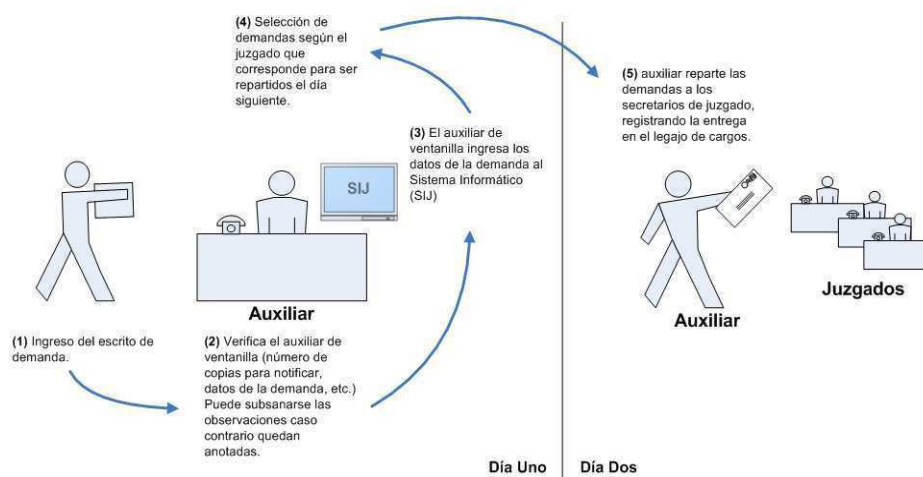 (1) Ingreso del escrito de
demanda.
Auxiliar
(2) Verifica el auxiliar de
ventanilla (número de
copias para notificar,
datos de la demanda, etc.)
Puede subsanarse las
observaciones caso
contrario quedan
anotadas.
SIJ
(3) El auxiliar de
ventanilla ingresa los
datos de la demanda al
Sistema Informático
(SIJ)
(4) Selección de
demandas según el
juzgado que
corresponde para ser
repartidos el día
siguiente.
Día Uno
(5) auxiliar reparte las
demandas a los
secretarios de juzgado,
registrando la entrega
en el legajo de cargos.
Auxiliar
Juzgados
Día Dos